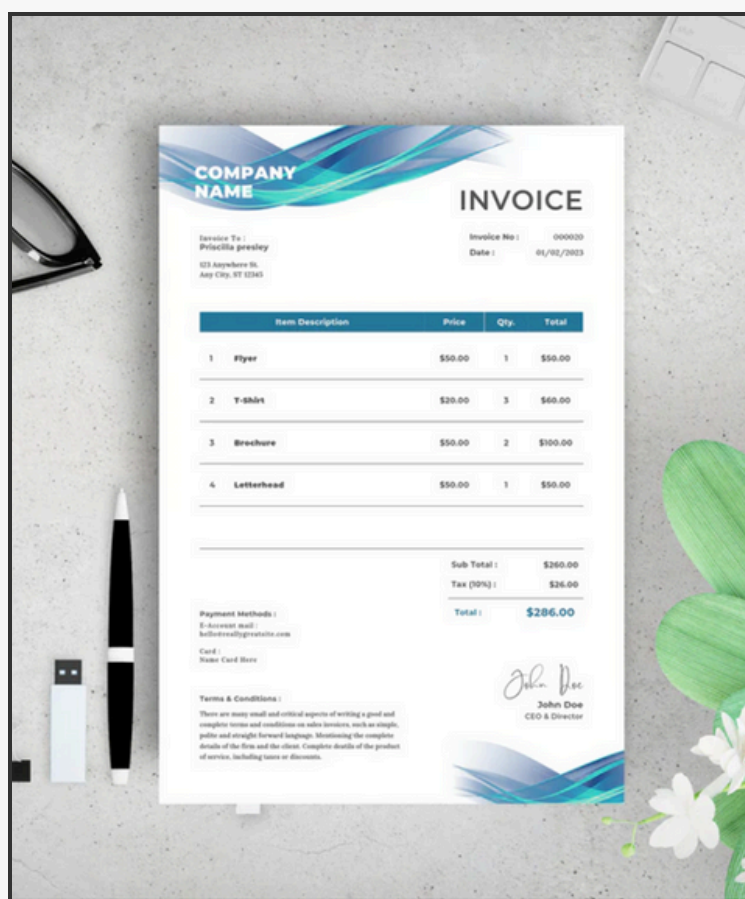 COMPANY
NAME
INVOICE
Invoice To :
Priscilla presley
123 Anywhere St.
Any City, ST 12345
Invoice No : 000020
Date : 01/02/2023
Item Description Price Qty. Total
1 Flyer $50.00 1 $50.00
2 T-Shirt $20.00 3 $60.00
3 Brochure $50.00 2 $100.00
4 Letterhead $50.00 1 $50.00
Sub Total : $260.00
Tax (10%) : $26.00
Total : $286.00
Payment Methods :
E-Account mail :
hello@reallygreatsite.com
Card :
Name Card Here
John Doe
John Doe
CEO & Director
Terms & Conditions :
There are many small and critical aspects of writing a good and
complete terms and conditions on sales invoices, such as simple,
polite and straight forward language. Mentioning the complete
details of the firm and the client. Complete deatils of the product
of service, including taxes or discounts.